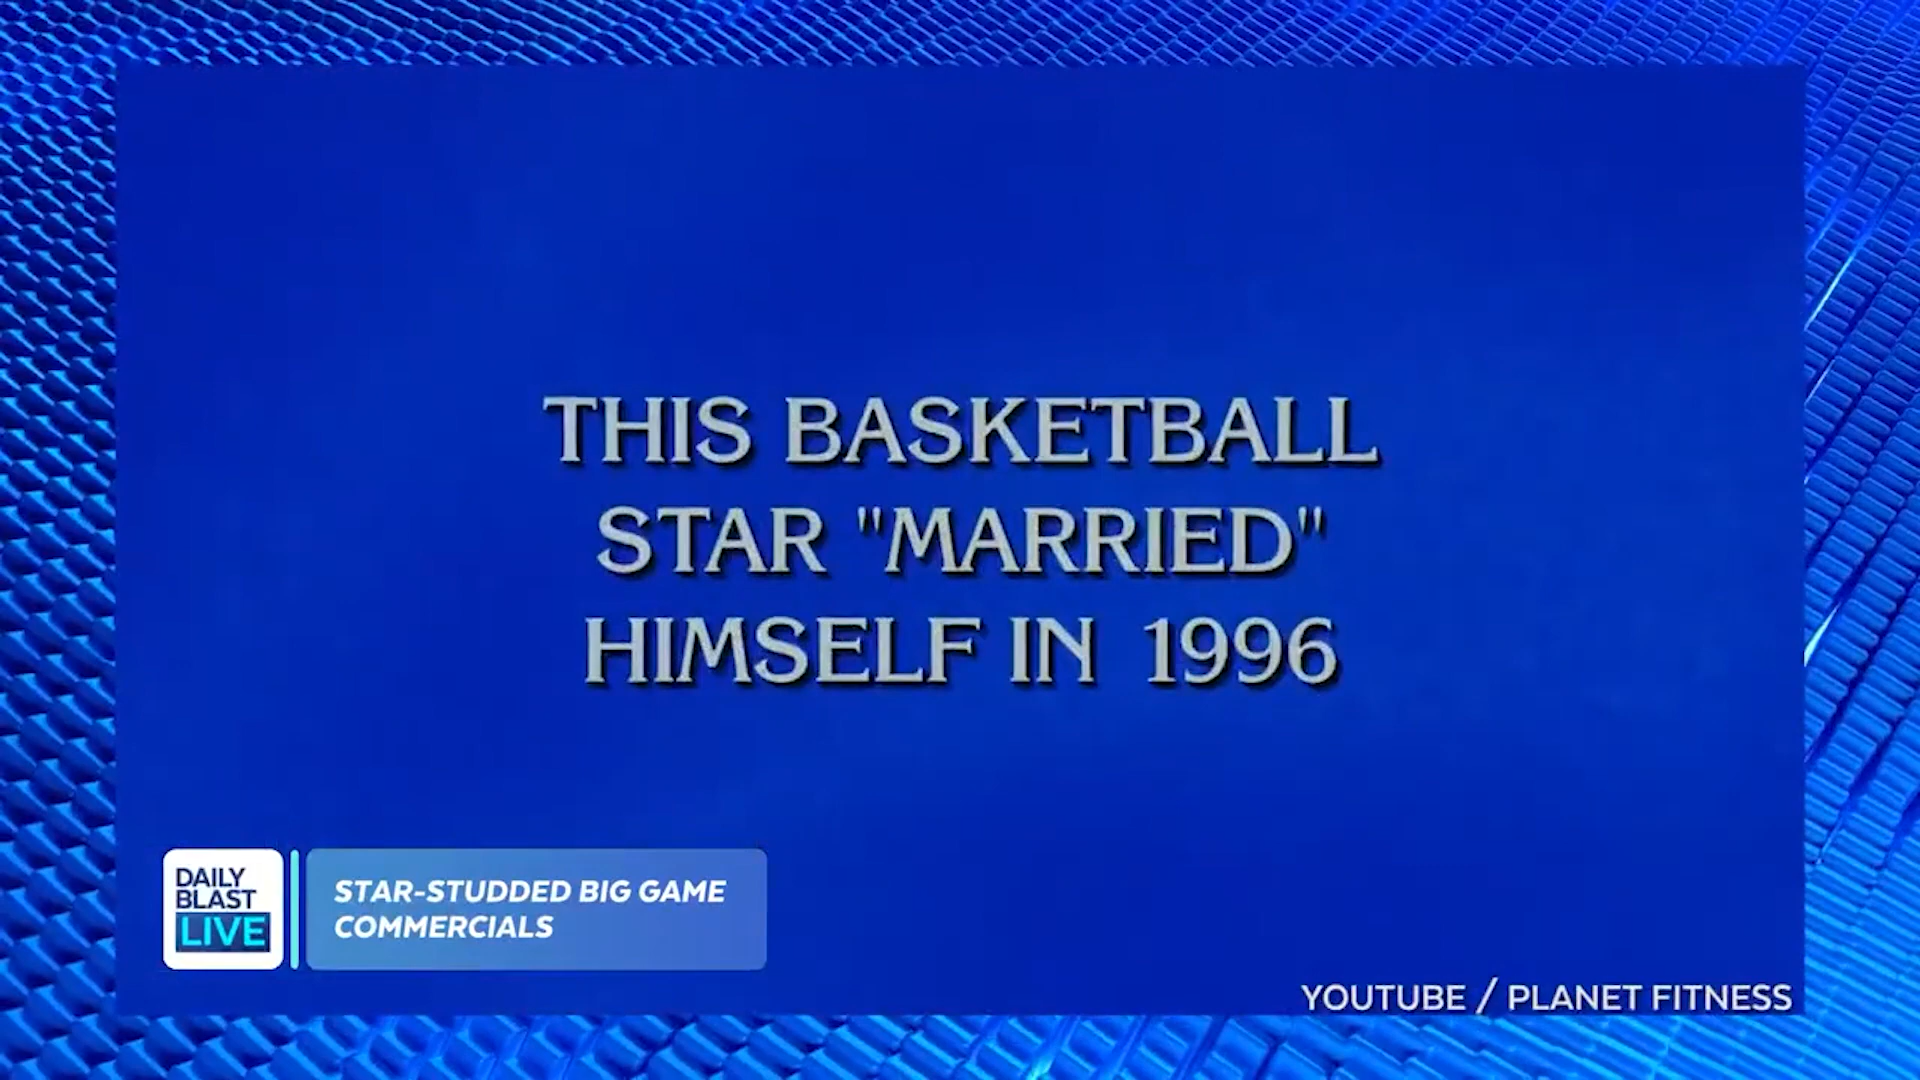 THIS BASKETBALL
STAR "MARRIED"
HIMSELF IN 1996
DAILY
BLAST
LIVE
STAR-STUDDED BIG GAME
COMMERCIALS
YOUTUBE / PLANET FITNESS